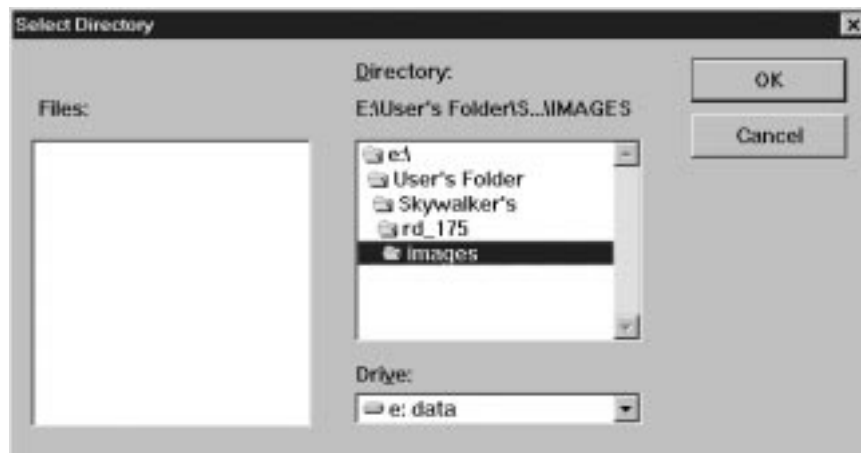 Select Directory
Files:
Directory:
E:\User's Folder\S...\IMAGES
e:\
User's Folder
Skywalker's
rd_175
images
Drive:
e: data
OK
Cancel